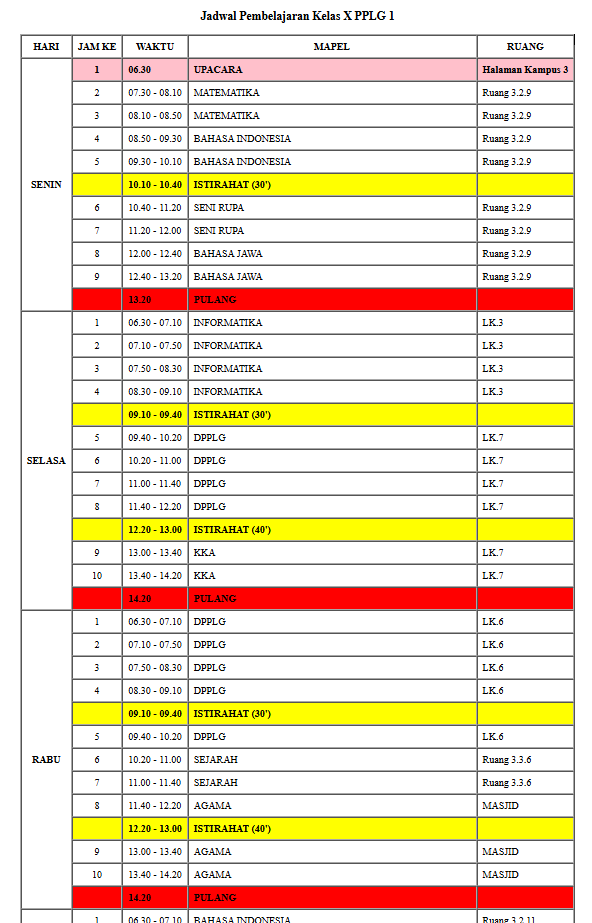 Jadwal Pembelajaran Kelas X PPLG 1
HARI JAM KE WAKTU MAPEL RUANG
1 06.30 UPACARA Halaman Kampus 3
2 07.30 - 08.10 MATEMATIKA Ruang 3.2.9
3 08.10 - 08.50 MATEMATIKA Ruang 3.2.9
4 08.50 - 09.30 BAHASA INDONESIA Ruang 3.2.9
5 09.30 - 10.10 BAHASA INDONESIA Ruang 3.2.9
SENIN 10.10 - 10.40 ISTIRAHAT (30')
6 10.40 - 11.20 SENI RUPA Ruang 3.2.9
7 11.20 - 12.00 SENI RUPA Ruang 3.2.9
8 12.00 - 12.40 BAHASA JAWA Ruang 3.2.9
9 12.40 - 13.20 BAHASA JAWA Ruang 3.2.9
13.20 PULANG
1 06.30 - 07.10 INFORMATIKA LK.3
2 07.10 - 07.50 INFORMATIKA LK.3
3 07.50 - 08.30 INFORMATIKA LK.3
4 08.30 - 09.10 INFORMATIKA LK.3
09.10 - 09.40 ISTIRAHAT (30')
5 09.40 - 10.20 DPPLG LK.7
SELASA 6 10.20 - 11.00 DPPLG LK.7
7 11.00 - 11.40 DPPLG LK.7
8 11.40 - 12.20 DPPLG LK.7
12.20 - 13.00 ISTIRAHAT (40')
9 13.00 - 13.40 KKA LK.7
10 13.40 - 14.20 KKA LK.7
14.20 PULANG
1 06.30 - 07.10 DPPLG LK.6
2 07.10 - 07.50 DPPLG LK.6
3 07.50 - 08.30 DPPLG LK.6
4 08.30 - 09.10 DPPLG LK.6
09.10 - 09.40 ISTIRAHAT (30')
5 09.40 - 10.20 DPPLG LK.6
RABU 6 10.20 - 11.00 SEJARAH Ruang 3.3.6
7 11.00 - 11.40 SEJARAH Ruang 3.3.6
8 11.40 - 12.20 AGAMA MASJID
12.20 - 13.00 ISTIRAHAT (40')
9 13.00 - 13.40 AGAMA MASJID
10 13.40 - 14.20 AGAMA MASJID
14.20 PULANG
1 06.30 - 07.10 BAHASA INDONESIA Ruang 3.2.11